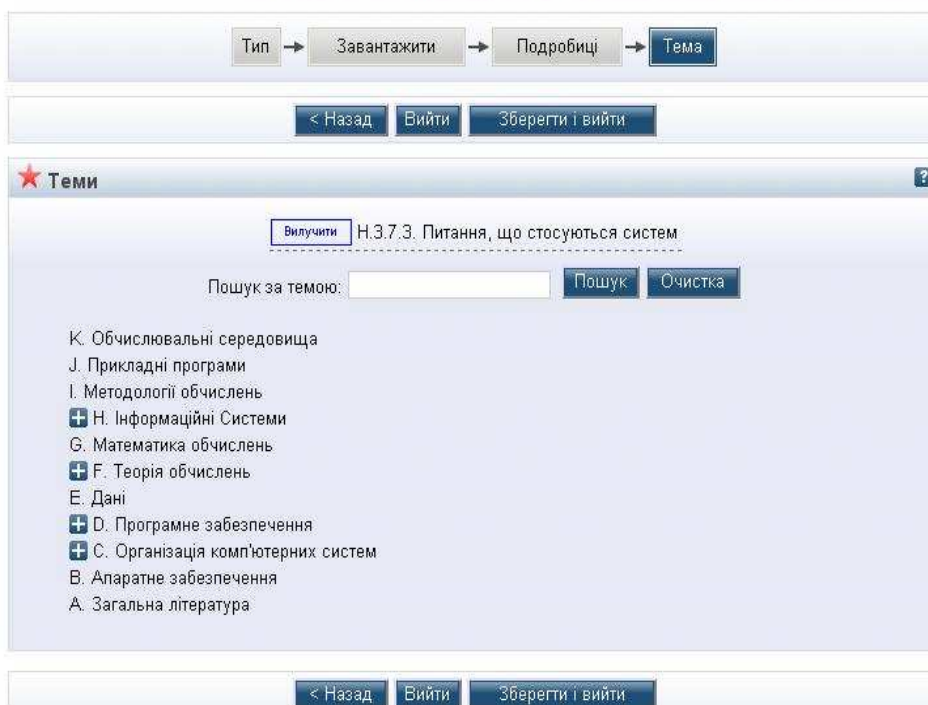 Тип Завантажити Подробиці Тема
< Назад Вийти Зберегти і вийти
Теми ?
Вилучити H.3.7.3. Питання, що стосуються систем
Пошук за темою: Пошук Очистка
K. Обчислювальні середовища
J. Прикладні програми
I. Методології обчислень
H. Інформаційні Системи
G. Математика обчислень
F. Теорія обчислень
E. Дані
D. Програмне забезпечення
C. Організація комп'ютерних систем
B. Апаратне забезпечення
A. Загальна література
< Назад Вийти Зберегти і вийти